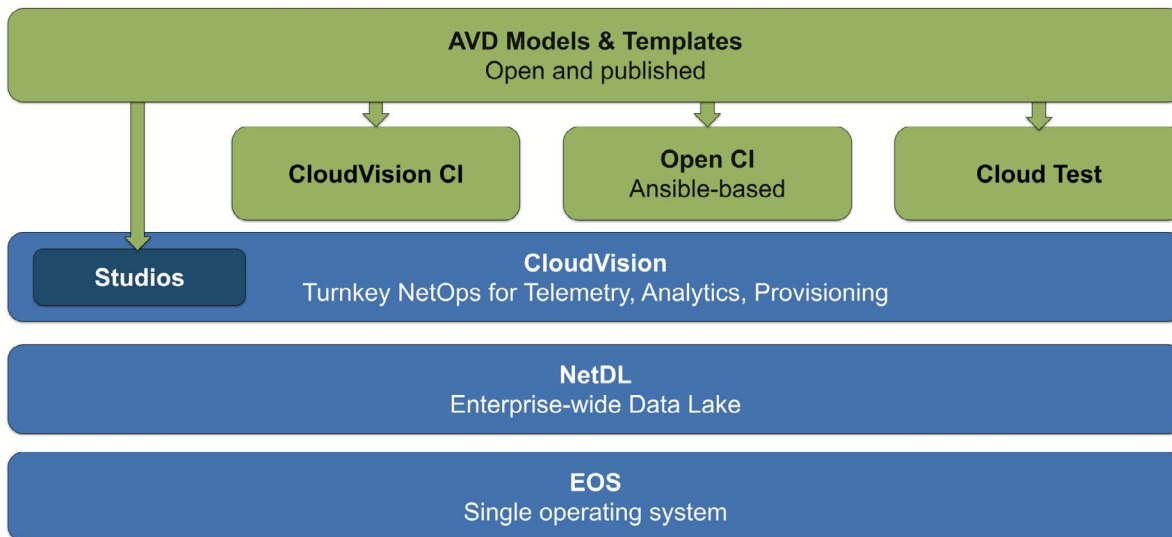 AVD Models & Templates
Open and published
CloudVision CI
Open CI
Ansible-based
Cloud Test
Studios
CloudVision
Turnkey NetOps for Telemetry, Analytics, Provisioning
NetDL
Enterprise-wide Data Lake
EOS
Single operating system